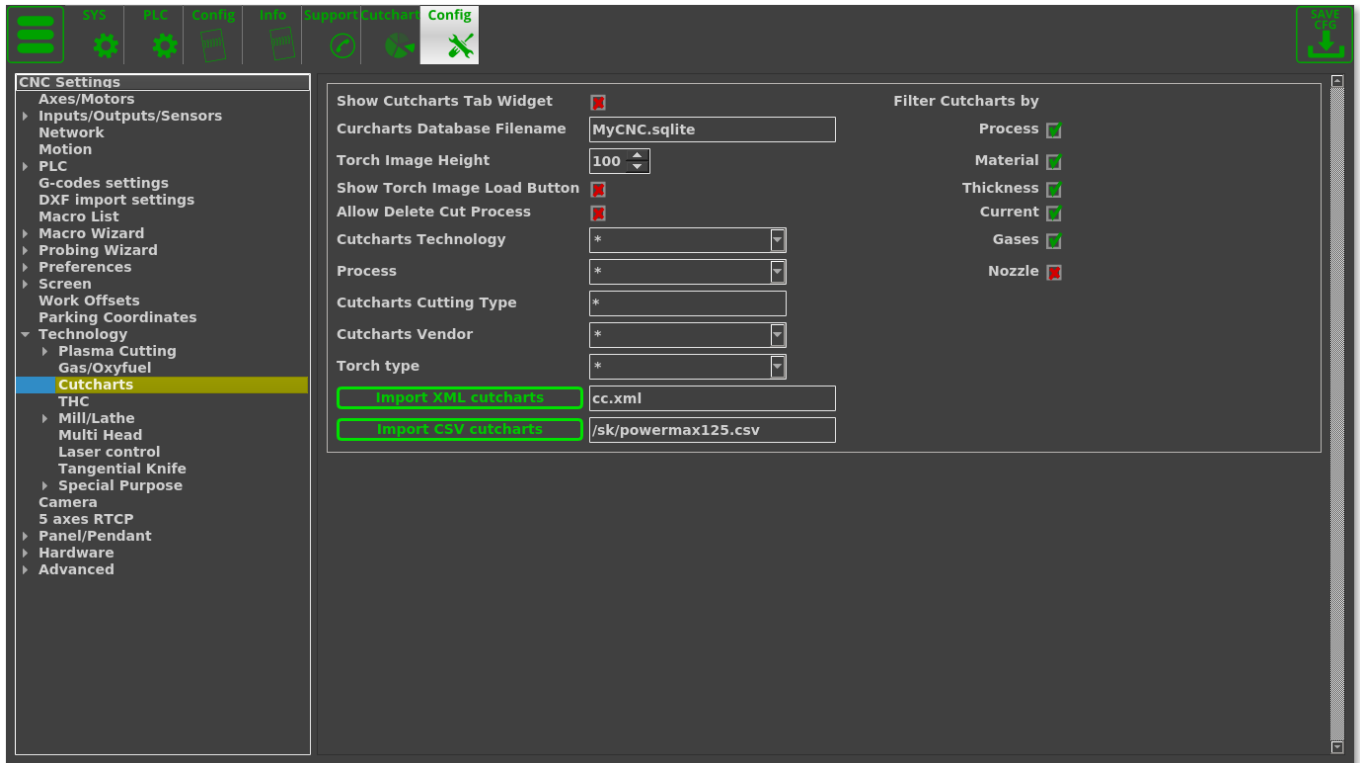 SYS PLC Config Info Support Cutchart Config SAVE
CFG
CNC Settings
Axes/Motors
Inputs/Outputs/Sensors
Network
Motion
PLC
G-codes settings
DXF import settings
Macro List
Macro Wizard
Probing Wizard
Preferences
Screen
Work Offsets
Parking Coordinates
Technology
Plasma Cutting
Gas/Oxyfuel
Cutcharts
THC
Mill/Lathe
Multi Head
Laser control
Tangential Knife
Special Purpose
Camera
5 axes RTCP
Panel/Pendant
Hardware
Advanced
Show Cutcharts Tab Widget
Curcharts Database Filename MyCNC.sqlite
Torch Image Height 100
Show Torch Image Load Button
Allow Delete Cut Process
Cutcharts Technology *
Process *
Cutcharts Cutting Type *
Cutcharts Vendor *
Torch type *
Import XML cutcharts cc.xml
Import CSV cutcharts /sk/powermax125.csv
Filter Cutcharts by
Process
Material
Thickness
Current
Gases
Nozzle